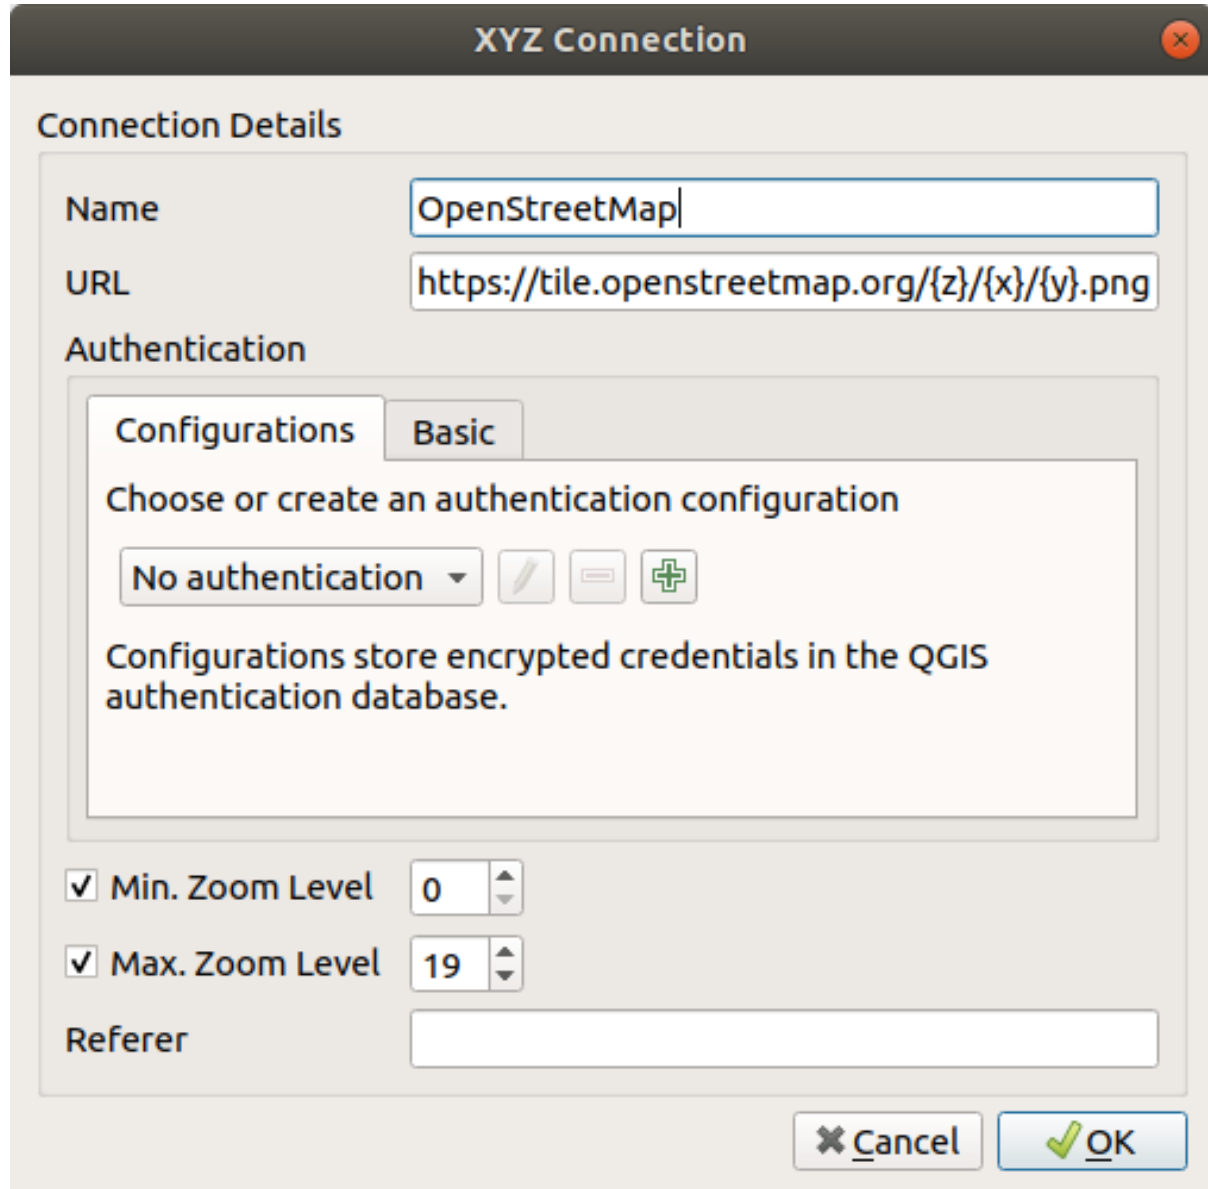 XYZ Connection
Connection Details
Name
OpenStreetMap
URL
https://tile.openstreetmap.org/{z}/{x}/{y}.png
Authentication
Configurations
Basic
Choose or create an authentication configuration
No authentication
Configurations store encrypted credentials in the QGIS
authentication database.
Min. Zoom Level
0
Max. Zoom Level
19
Referer
Cancel
OK